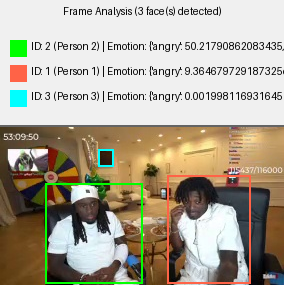 Frame Analysis (3 face(s) detected)
ID: 2 (Person 2) | Emotion: {'angry': 50.21790862083435,
ID: 1 (Person 1) | Emotion: {'angry': 9.364679729187325
ID: 3 (Person 3) | Emotion: {'angry': 0.001998116931645
53:09:50
115437/116000